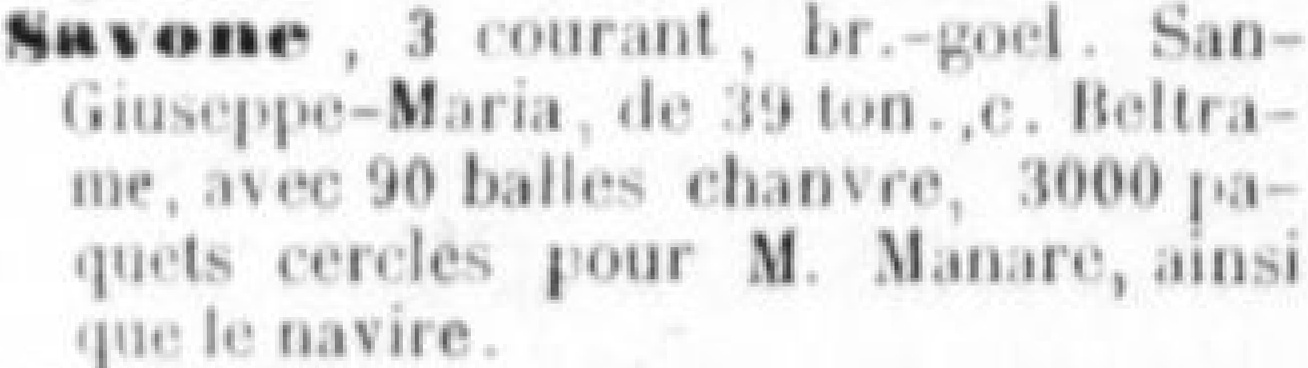 Savone, 3 courant, br.-goel. San-
Giuseppe-Maria, de 39 ton., c. Beltra-
me, avec 90 balles chanvre, 3000 pa-
quets cercles pour M. Manare, ainsi
que le navire.